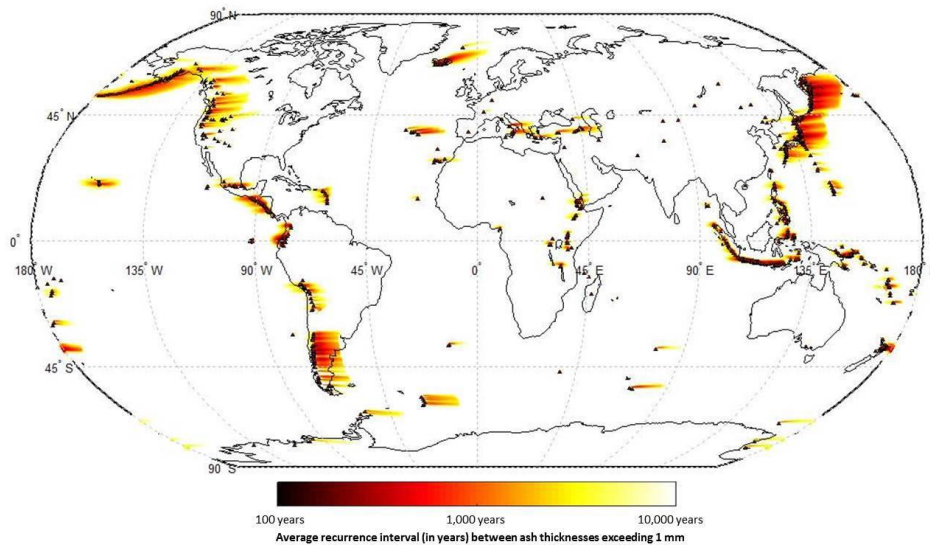 90° N
45° N
0°
180° W 135° W 90° W 45° W 0° 45° E 90° E 135° E 180°
45° S
90° S
100 years 1,000 years 10,000 years
Average recurrence interval (in years) between ash thicknesses exceeding 1 mm